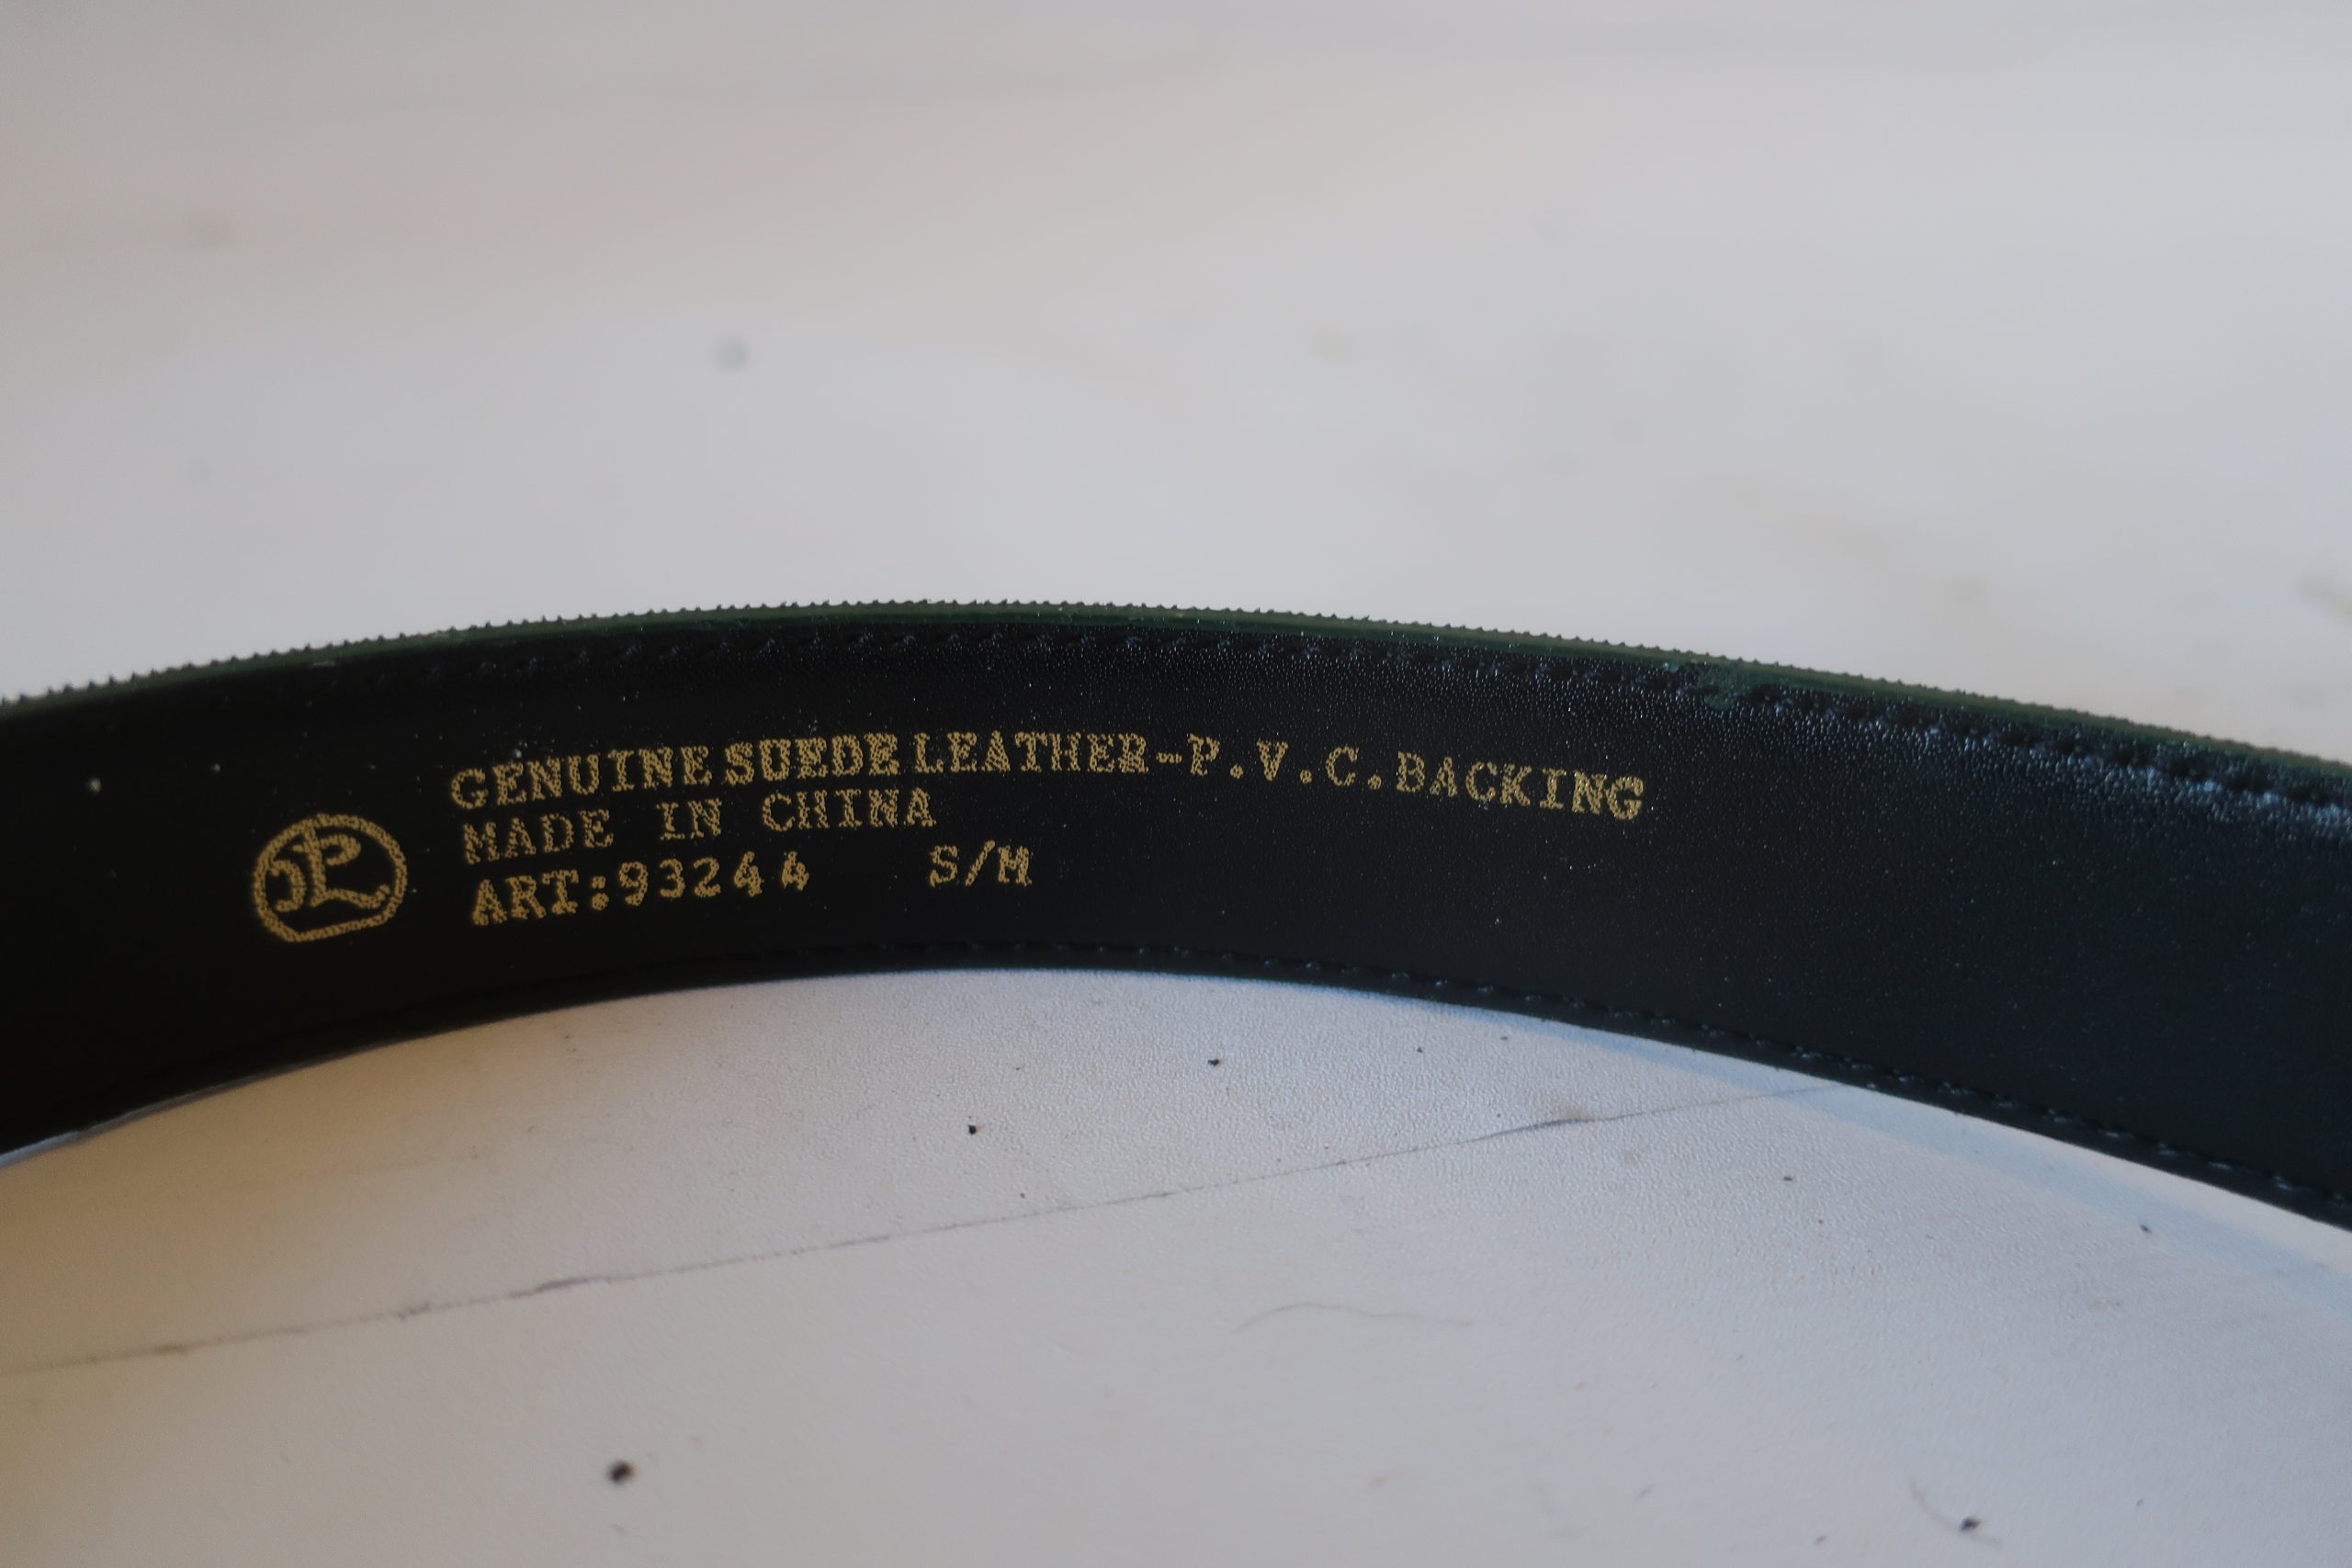 GENUINE SUEDE LEATHER-P.V.C.BACKING
MADE IN CHINA
ART:93244 S/M